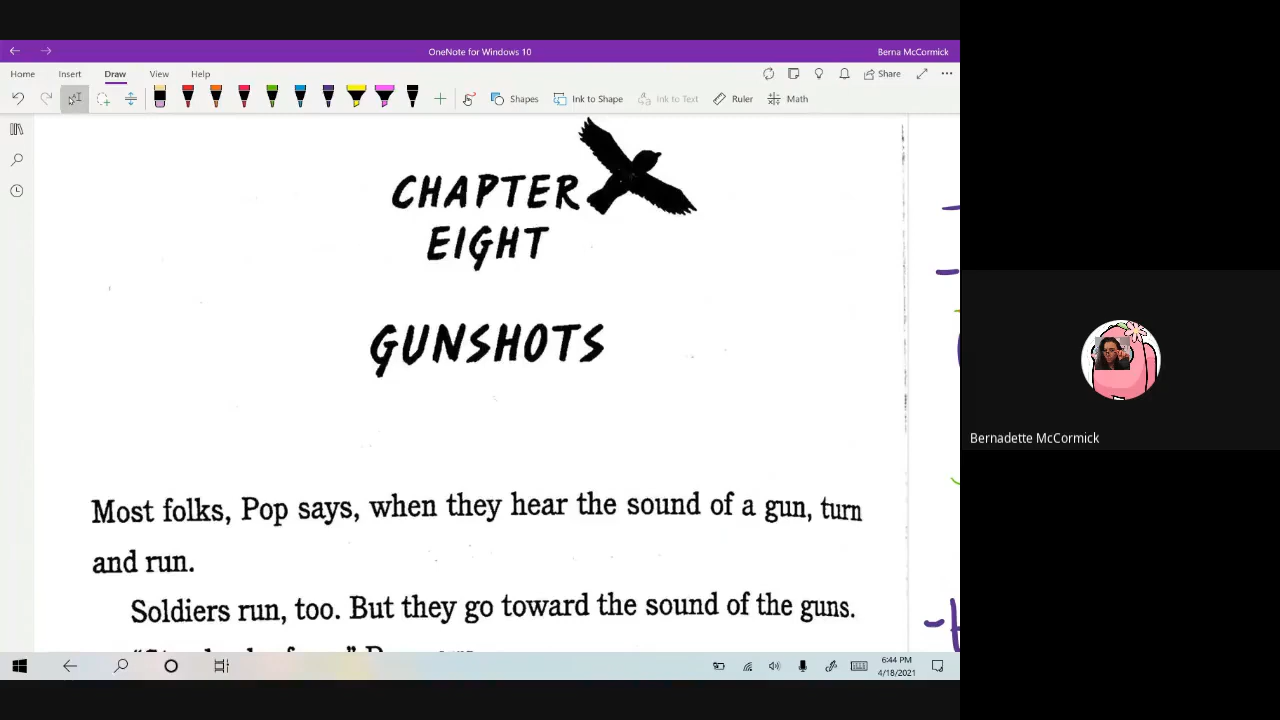 OneNote for Windows 10
Berna McCormick
Home Insert Draw View Help
Share
Shapes Ink to Shape Ink to Text Ruler Math
CHAPTER
EIGHT
GUNSHOTS
Most folks, Pop says, when they hear the sound of a gun, turn
and run.
Soldiers run, too. But they go toward the sound of the guns.
Bernadette McCormick
6:44 PM
4/18/2021